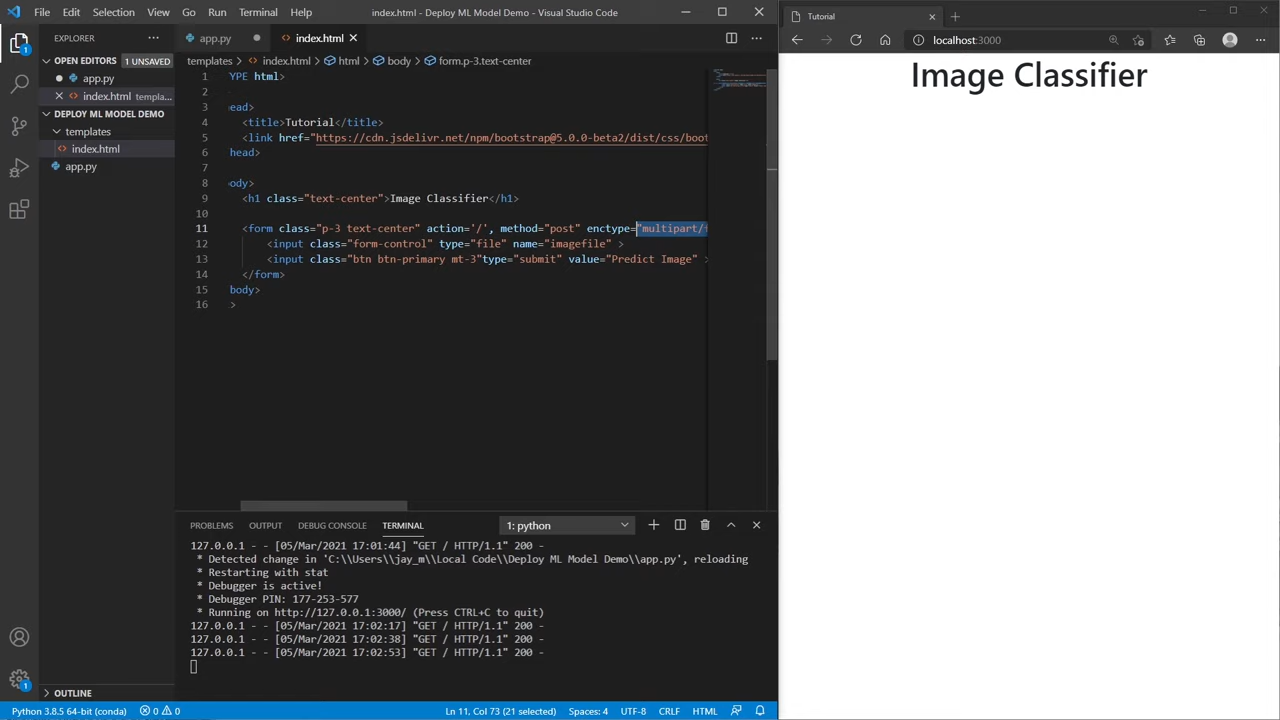 File Edit Selection View Go Run Terminal Help index.html - Deploy ML Model Demo - Visual Studio Code
Tutorial
EXPLORER
app.py
index.html
localhost:3000
OPEN EDITORS 1 UNSAVED
templates > index.html > html > body > form.p-3.text-center
app.py
index.html templa...
DEPLOY ML MODEL DEMO
templates
index.html
app.py
1 YPE html>
2
3 ead>
4 <title>Tutorial</title>
5 <link href="https://cdn.jsdelivr.net/npm/bootstrap@5.0.0-beta2/dist/css/boot
6 head>
7
8 ody>
9 <h1 class="text-center">Image Classifier</h1>
10
11 <form class="p-3 text-center" action='/', method="post" enctype="multipart/f
12 <input class="form-control" type="file" name="imagefile" >
13 <input class="btn btn-primary mt-3"type="submit" value="Predict Image" >
14 </form>
15 body>
16 >
Image Classifier
PROBLEMS OUTPUT DEBUG CONSOLE TERMINAL 1: python
127.0.0.1 - - [05/Mar/2021 17:01:44] "GET / HTTP/1.1" 200 -
* Detected change in 'C:\\Users\\jay_m\\Local Code\\Deploy ML Model Demo\\app.py', reloading
* Restarting with stat
* Debugger is active!
* Debugger PIN: 177-253-577
* Running on http://127.0.0.1:3000/ (Press CTRL+C to quit)
127.0.0.1 - - [05/Mar/2021 17:02:17] "GET / HTTP/1.1" 200 -
127.0.0.1 - - [05/Mar/2021 17:02:38] "GET / HTTP/1.1" 200 -
127.0.0.1 - - [05/Mar/2021 17:02:53] "GET / HTTP/1.1" 200 -
OUTLINE
Python 3.8.5 64-bit (conda) 0 0 Ln 11, Col 73 (21 selected) Spaces: 4 UTF-8 CRLF HTML